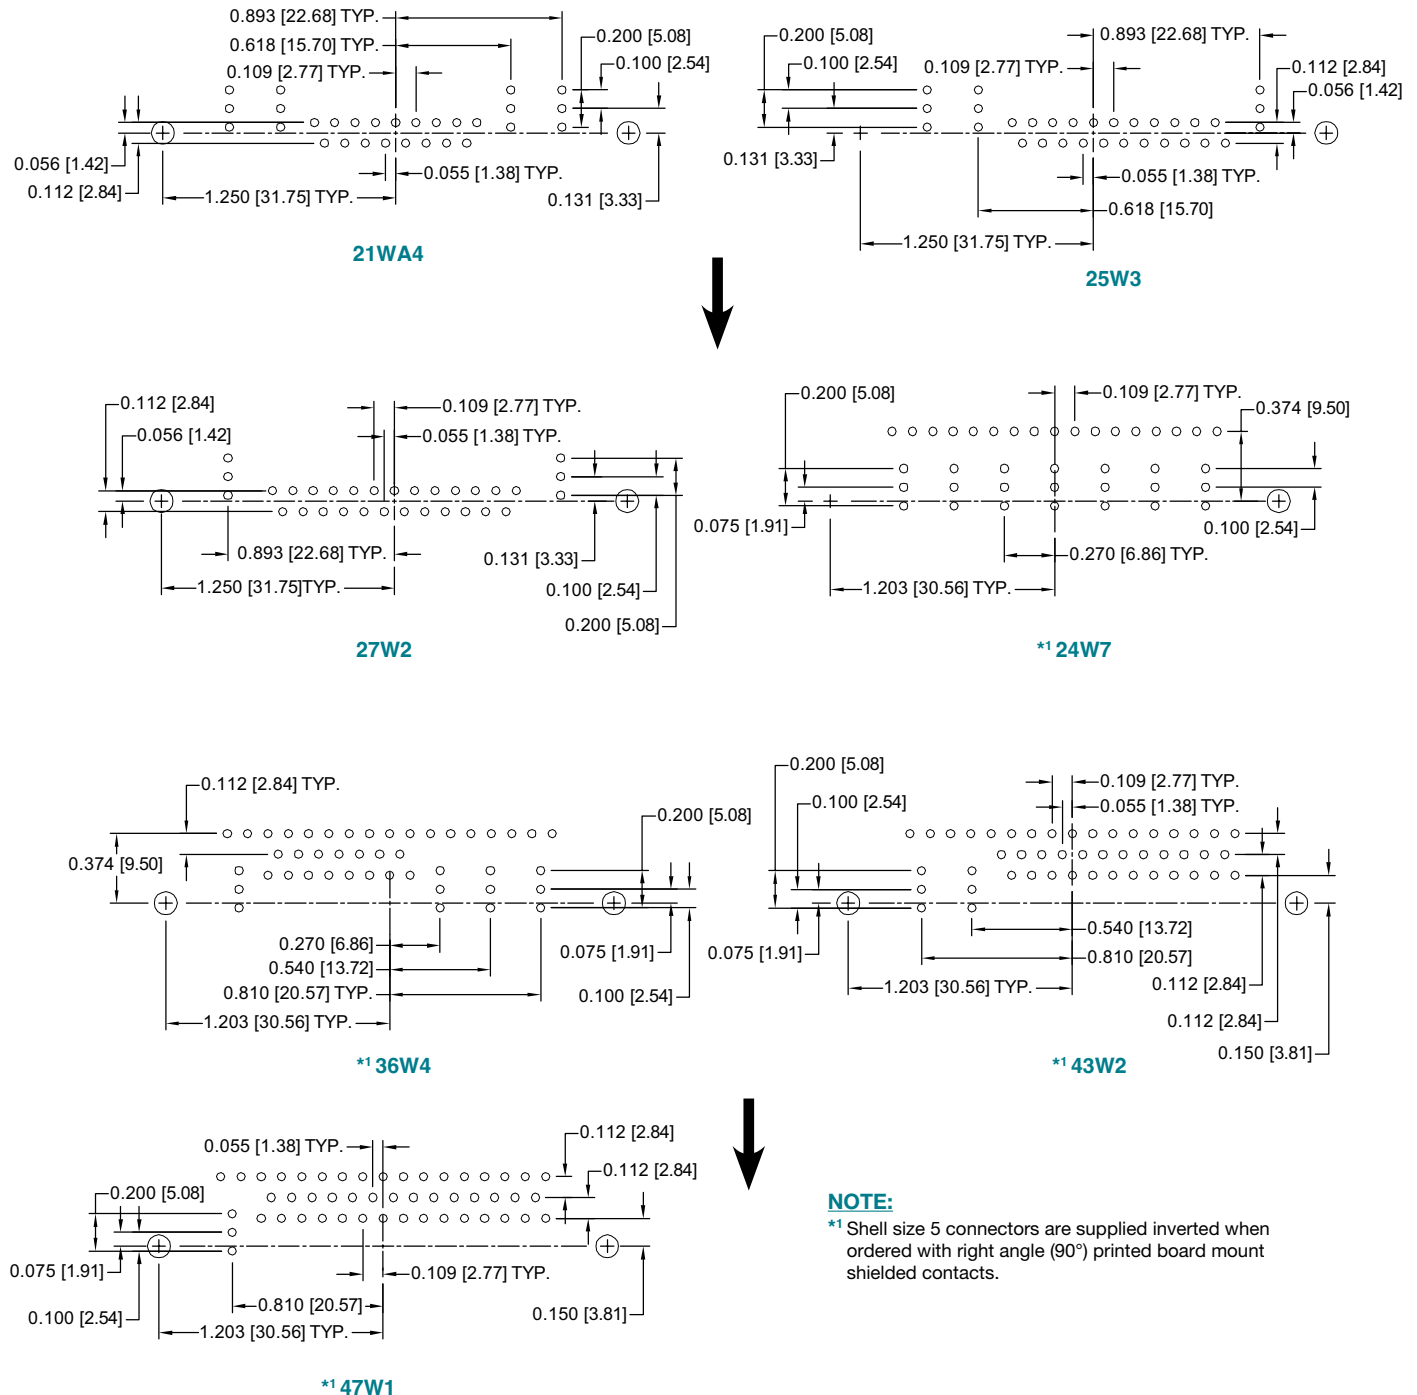 0.893 [22.68] TYP.
0.618 [15.70] TYP.
0.109 [2.77] TYP.
0.200 [5.08]
0.100 [2.54]
0.056 [1.42]
0.112 [2.84]
0.055 [1.38] TYP.
1.250 [31.75] TYP.
0.131 [3.33]
21WA4
0.200 [5.08]
0.100 [2.54]
0.893 [22.68] TYP.
0.109 [2.77] TYP.
0.112 [2.84]
0.056 [1.42]
0.131 [3.33]
0.055 [1.38] TYP.
0.618 [15.70]
1.250 [31.75] TYP.
25W3
0.112 [2.84]
0.056 [1.42]
0.109 [2.77] TYP.
0.055 [1.38] TYP.
0.893 [22.68] TYP.
0.131 [3.33]
1.250 [31.75]TYP.
0.100 [2.54]
0.200 [5.08]
27W2
0.200 [5.08]
0.109 [2.77] TYP.
0.374 [9.50]
0.075 [1.91]
0.100 [2.54]
0.270 [6.86] TYP.
1.203 [30.56] TYP.
*1 24W7
0.112 [2.84] TYP.
0.200 [5.08]
0.374 [9.50]
0.270 [6.86]
0.075 [1.91]
0.540 [13.72]
0.810 [20.57] TYP.
0.100 [2.54]
1.203 [30.56] TYP.
*1 36W4
0.200 [5.08]
0.100 [2.54]
0.109 [2.77] TYP.
0.055 [1.38] TYP.
0.075 [1.91]
0.540 [13.72]
0.810 [20.57]
1.203 [30.56] TYP.
0.112 [2.84]
0.112 [2.84]
0.150 [3.81]
*1 43W2
0.055 [1.38] TYP.
0.112 [2.84]
0.112 [2.84]
0.200 [5.08]
0.075 [1.91]
0.109 [2.77] TYP.
0.100 [2.54]
0.810 [20.57]
0.150 [3.81]
1.203 [30.56] TYP.
*1 47W1
NOTE:
*1 Shell size 5 connectors are supplied inverted when
ordered with right angle (90°) printed board mount
shielded contacts.